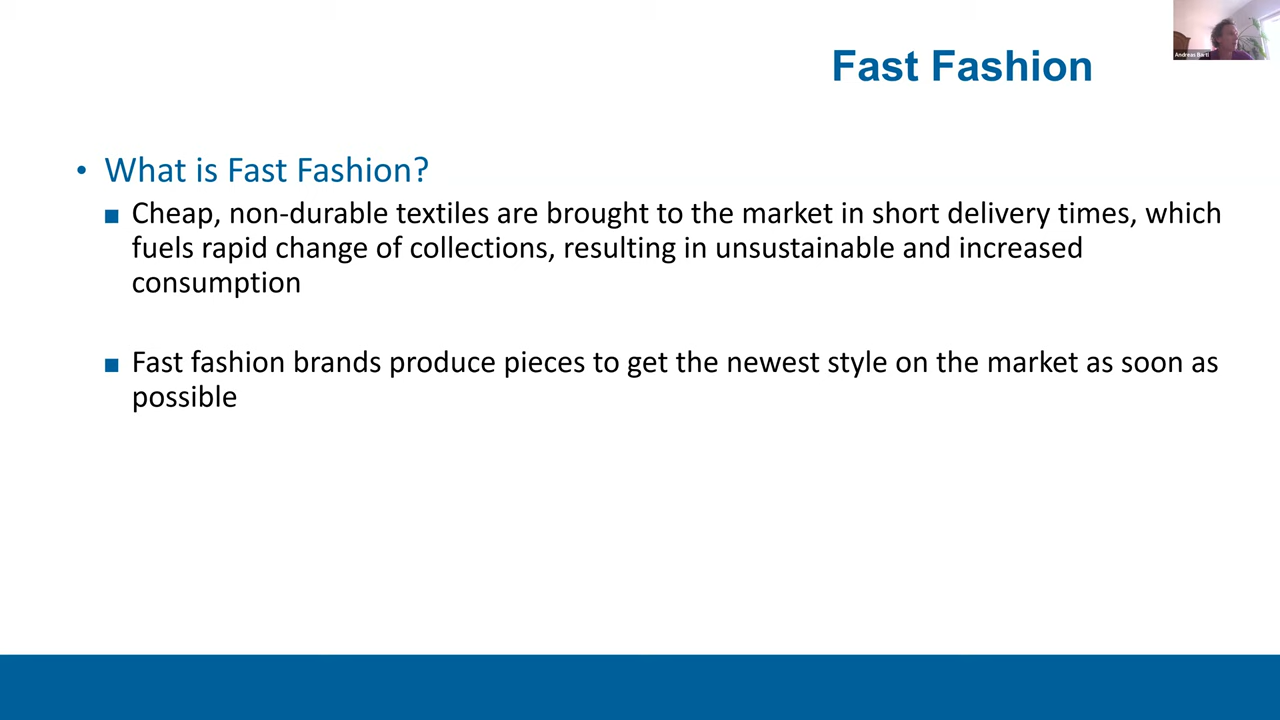 Fast Fashion
• What is Fast Fashion?
■ Cheap, non-durable textiles are brought to the market in short delivery times, which
fuels rapid change of collections, resulting in unsustainable and increased
consumption
■ Fast fashion brands produce pieces to get the newest style on the market as soon as
possible
Andreas